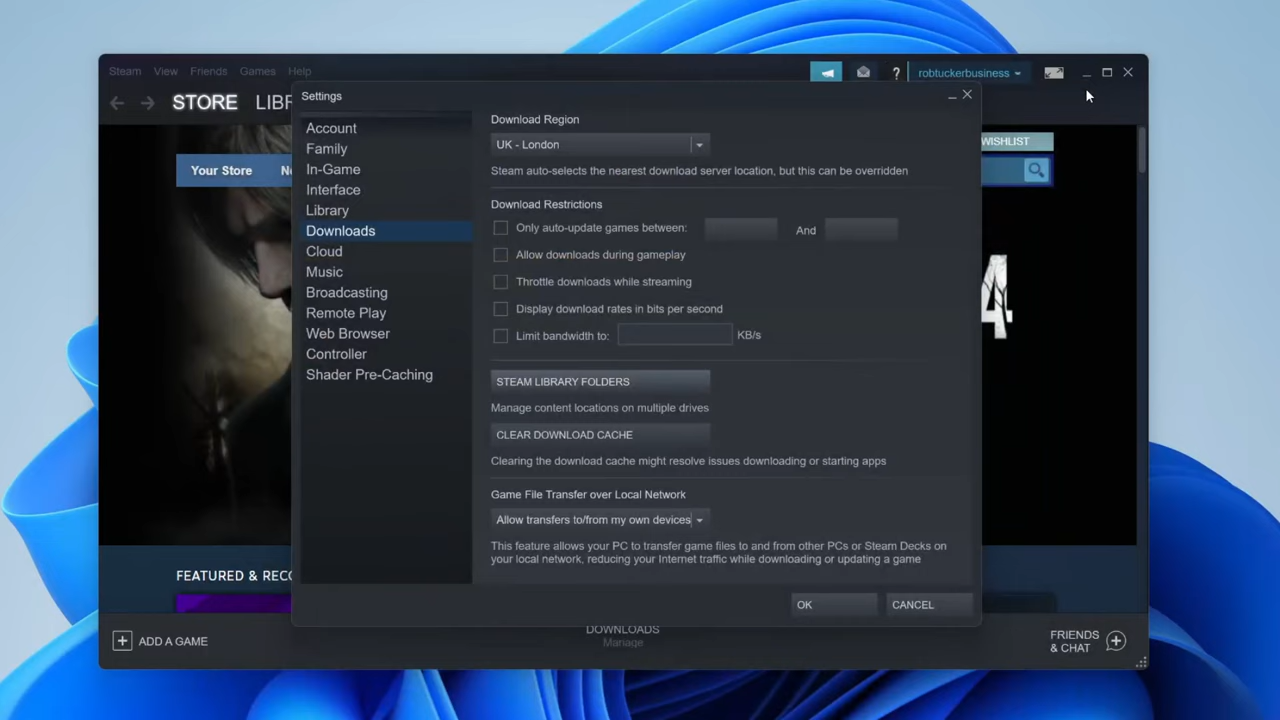 Steam View Friends Games Help
? robtuckerbusiness
Settings
STORE LIBR
WISHLIST
Your Store
Account
Family
In-Game
Interface
Library
Downloads
Cloud
Music
Broadcasting
Remote Play
Web Browser
Controller
Shader Pre-Caching
Download Region
UK - London
Steam auto-selects the nearest download server location, but this can be overridden
Download Restrictions
Only auto-update games between: And
Allow downloads during gameplay
Throttle downloads while streaming
Display download rates in bits per second
Limit bandwidth to: KB/s
STEAM LIBRARY FOLDERS
Manage content locations on multiple drives
CLEAR DOWNLOAD CACHE
Clearing the download cache might resolve issues downloading or starting apps
Game File Transfer over Local Network
Allow transfers to/from my own devices
This feature allows your PC to transfer game files to and from other PCs or Steam Decks on
your local network, reducing your Internet traffic while downloading or updating a game
OK CANCEL
4
FEATURED & RECO
ADD A GAME
DOWNLOADS
Manage
FRIENDS
& CHAT